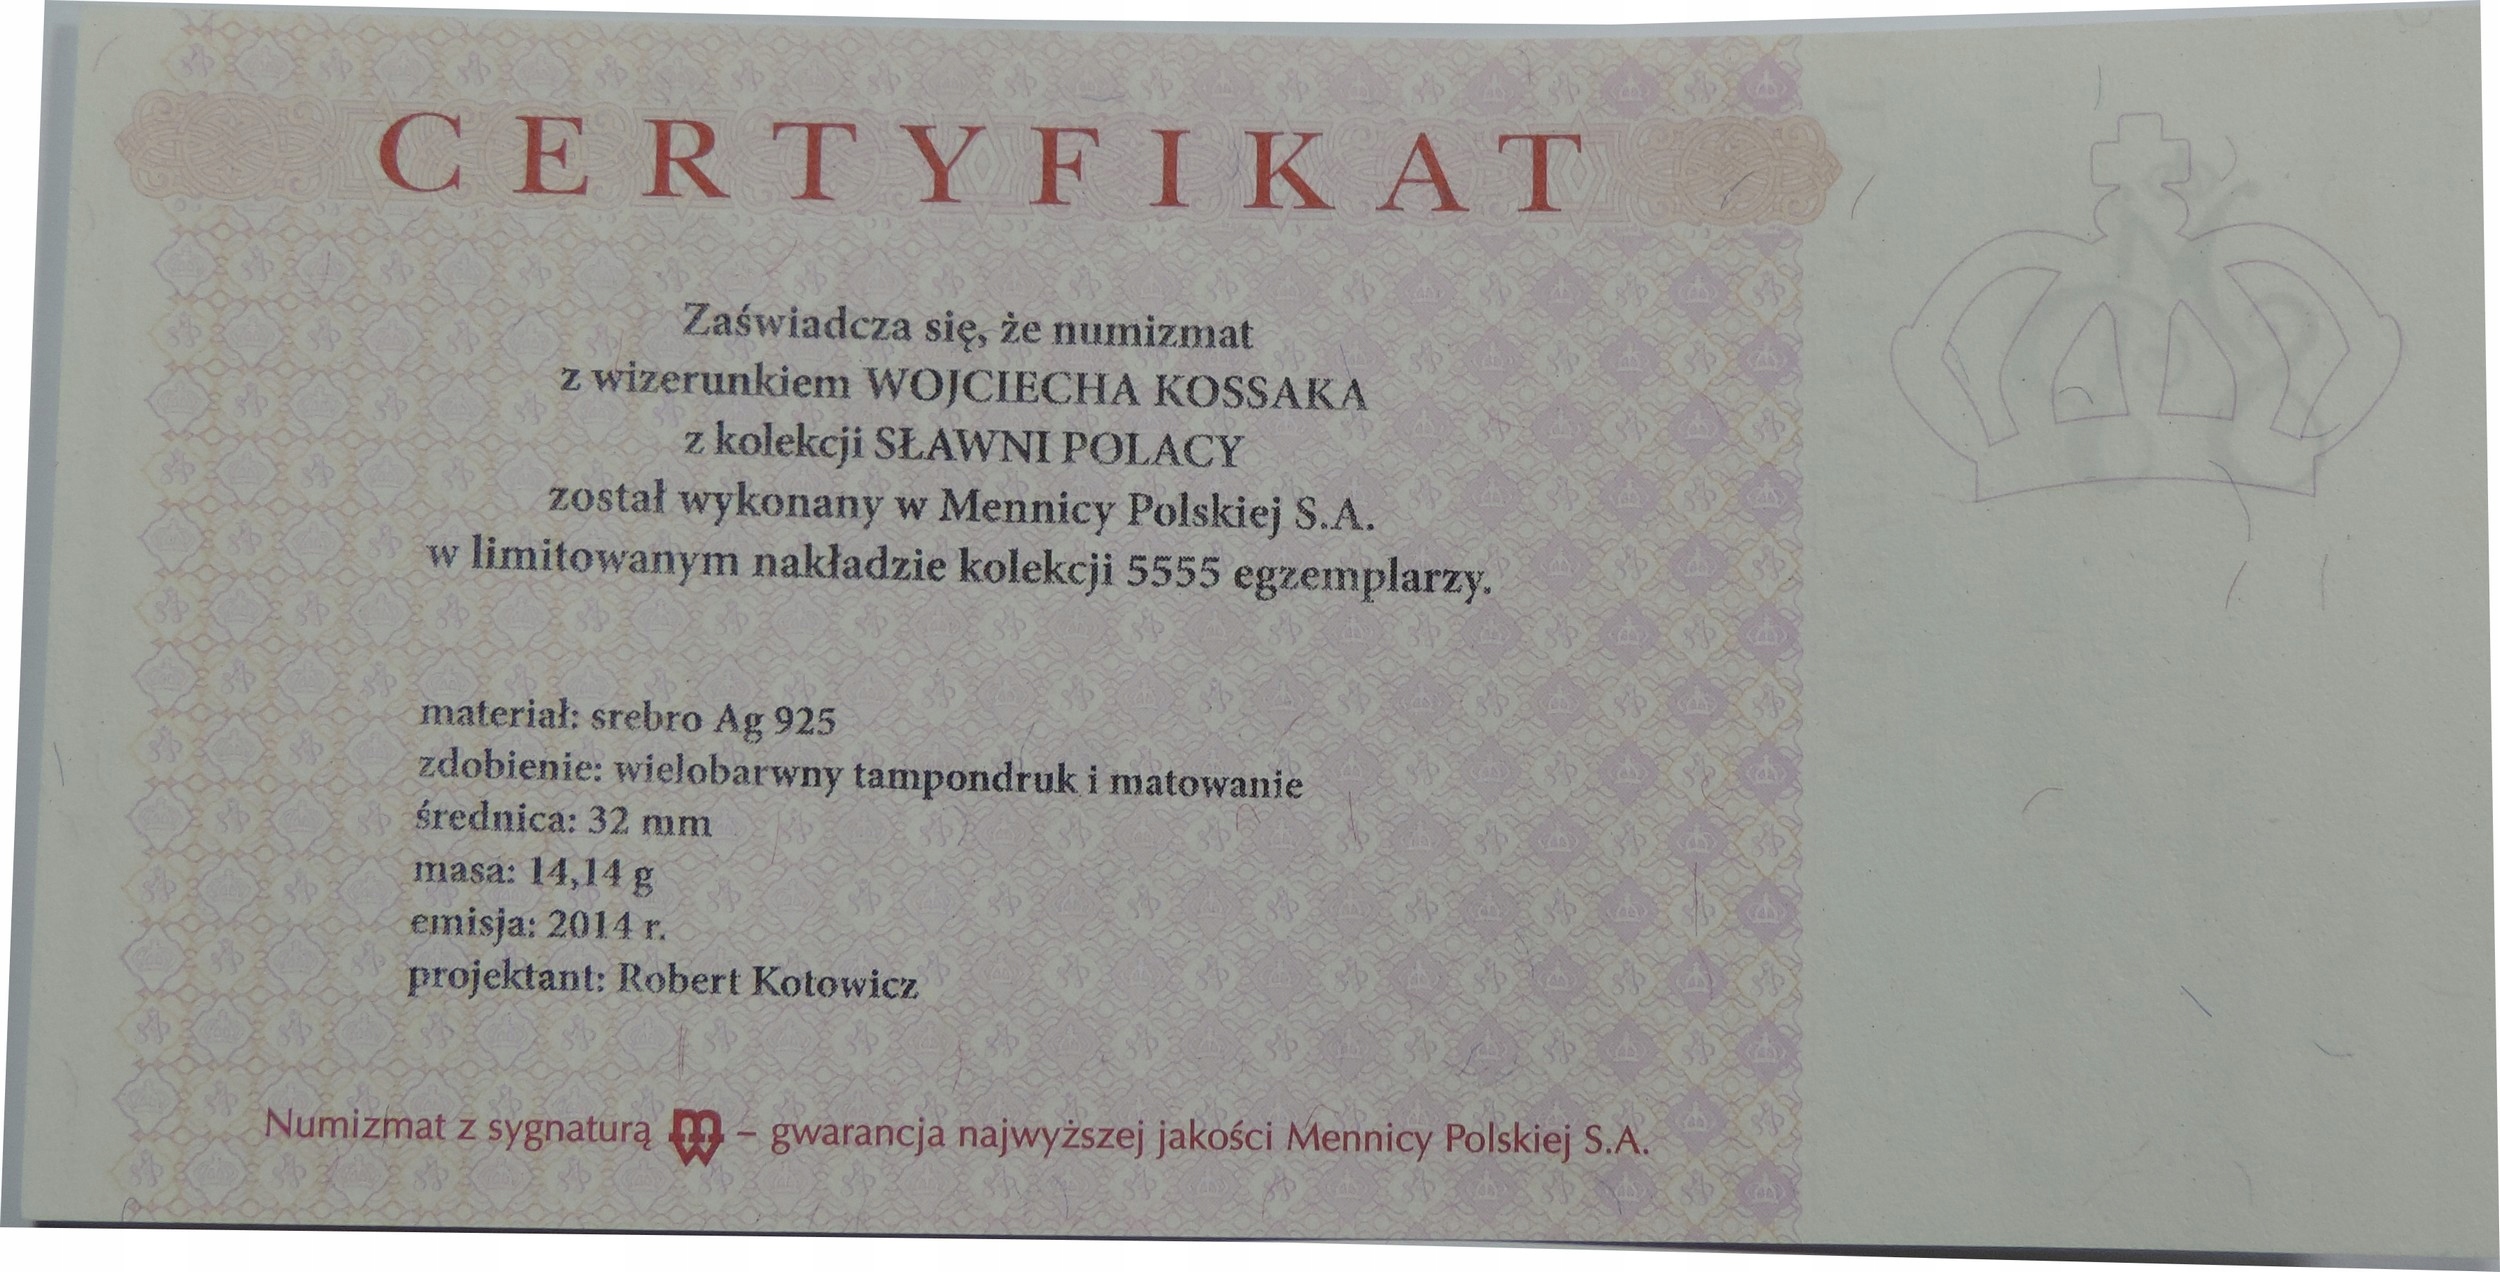 CERTYFIKAT
Zaświadcza się, że numizmat
z wizerunkiem WOJCIECHA KOSSAKA
z kolekcji SŁAWNI POLACY
został wykonany w Mennicy Polskiej S.A.
w limitowanym nakładzie kolekcji 5555 egzemplarzy.
materiał: srebro Ag 925
zdobienie: wielobarwny tampondruk i matowanie
średnica: 32 mm
masa: 14,14 g
emisja: 2014 r.
projektant: Robert Kotowicz
Numizmat z sygnaturą – gwarancja najwyższej jakości Mennicy Polskiej S.A.